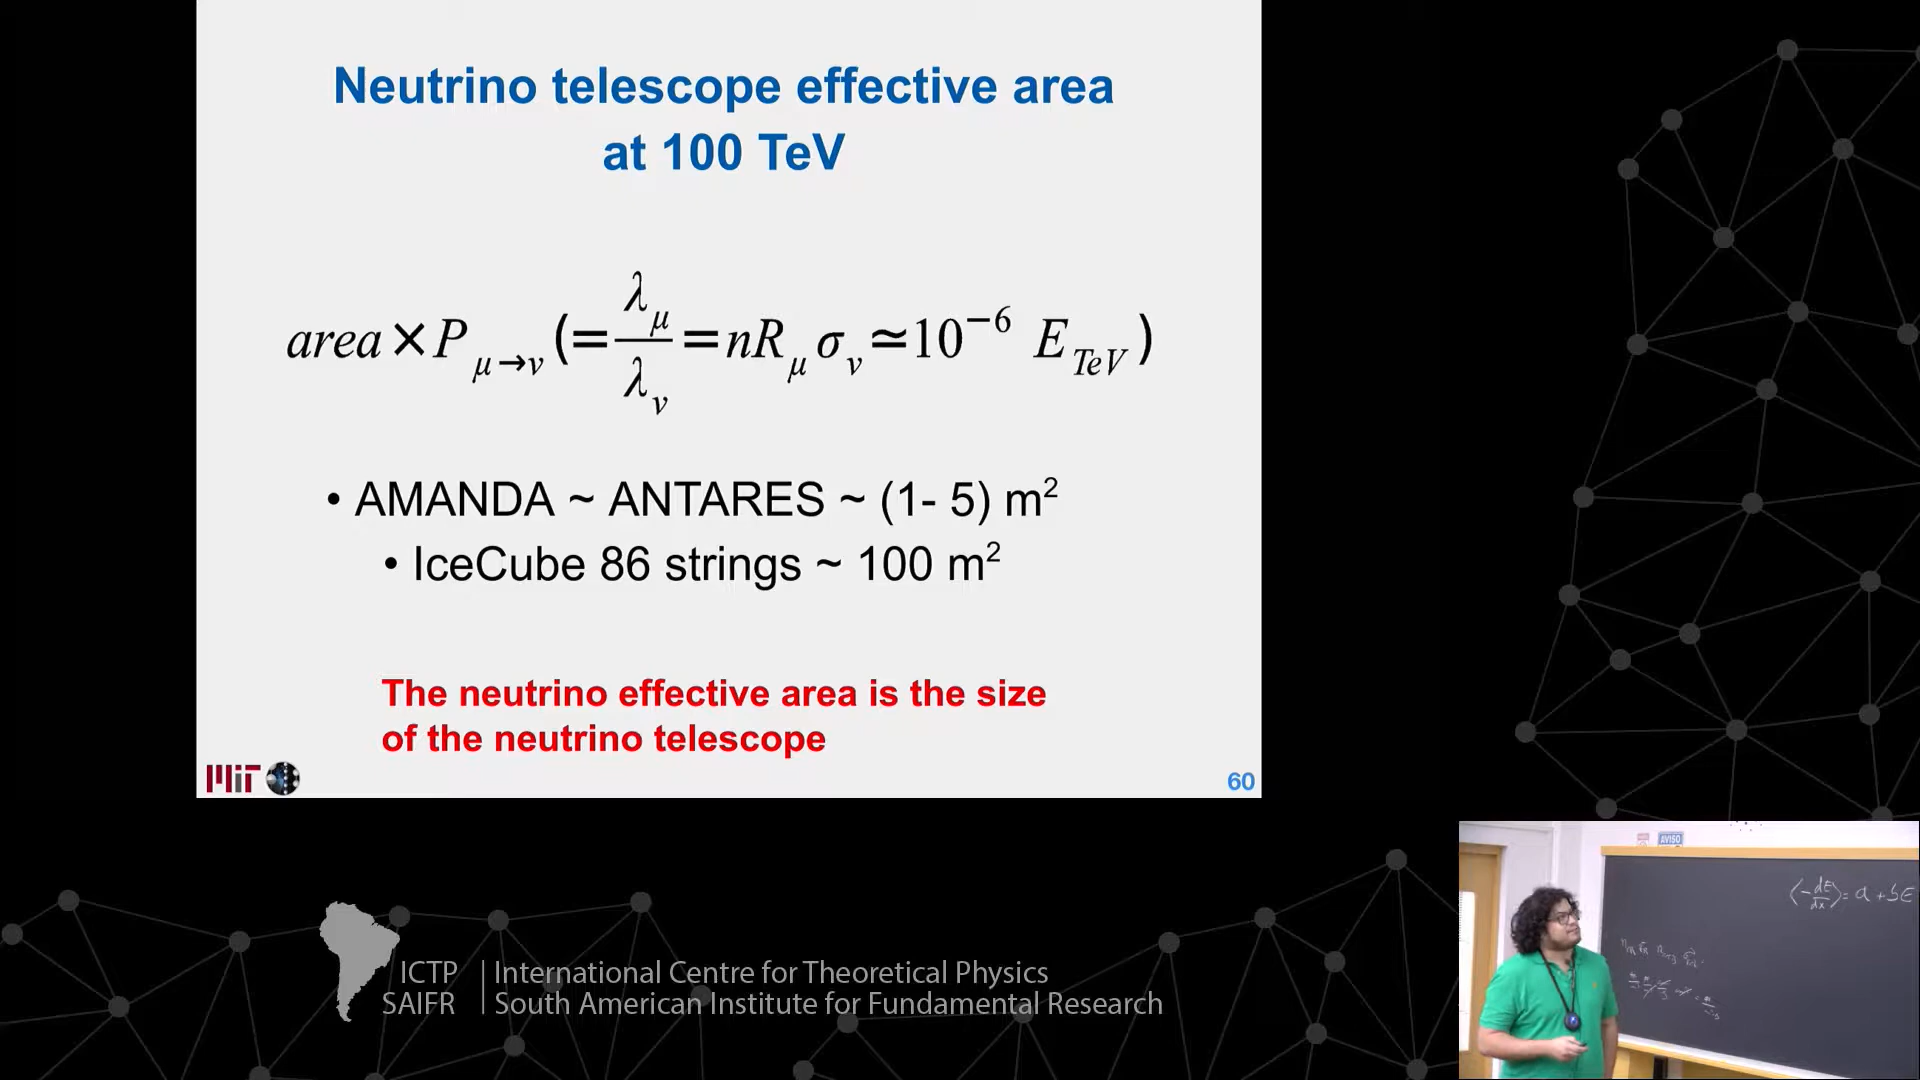 Neutrino telescope effective area
at 100 TeV
area × P_{μ→ν} (= λ_μ / λ_ν = nR_μ σ_ν ≃ 10^{−6} E_{TeV})
• AMANDA ~ ANTARES ~ (1- 5) m²
• IceCube 86 strings ~ 100 m²
The neutrino effective area is the size
of the neutrino telescope
MIT
60
AVISO
⟨-dE/dx⟩ = a + bE
ICTP
SAIFR
International Centre for Theoretical Physics
South American Institute for Fundamental Research